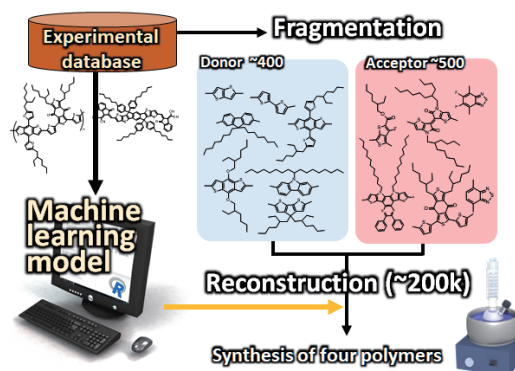 Experimental
database
Fragmentation
Donor ~400
Acceptor ~500
Machine
learning
model
R
Reconstruction (~200k)
Synthesis of four polymers